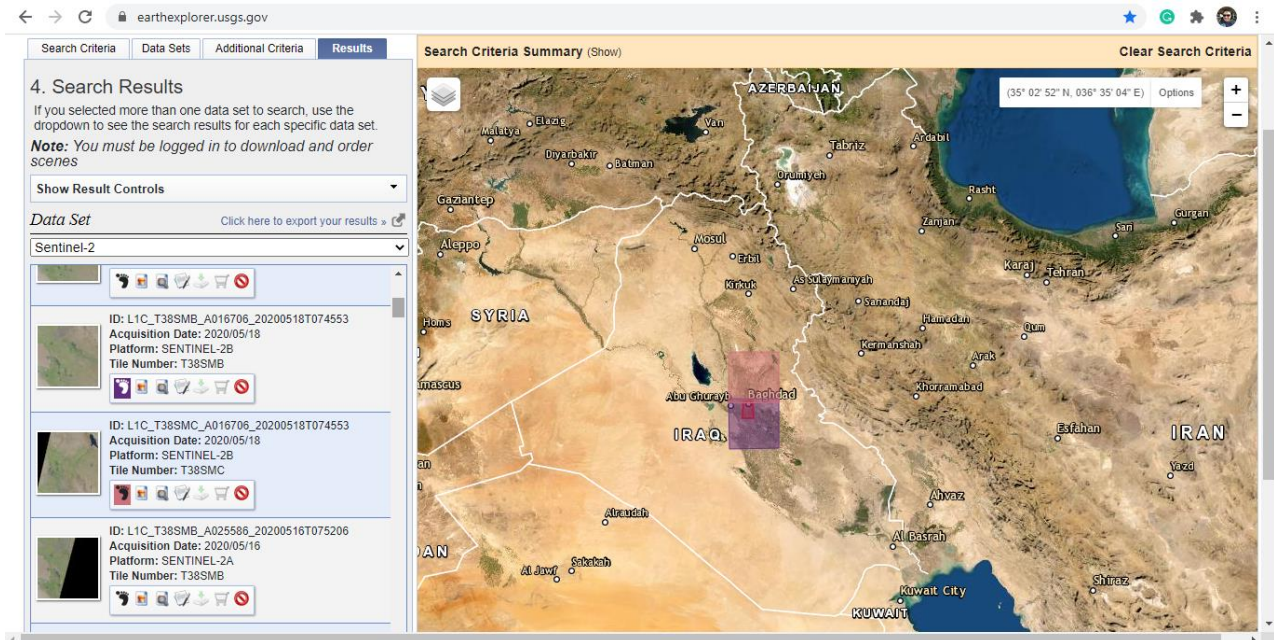 earthexplorer.usgs.gov
Search Criteria
Data Sets
Additional Criteria
Results
4. Search Results
If you selected more than one data set to search, use the
dropdown to see the search results for each specific data set.
Note: You must be logged in to download and order
scenes
Show Result Controls
Data Set
Click here to export your results »
Sentinel-2
ID: L1C_T38SMB_A016706_20200518T074553
Acquisition Date: 2020/05/18
Platform: SENTINEL-2B
Tile Number: T38SMB
ID: L1C_T38SMC_A016706_20200518T074553
Acquisition Date: 2020/05/18
Platform: SENTINEL-2B
Tile Number: T38SMC
ID: L1C_T38SMB_A025586_20200516T075206
Acquisition Date: 2020/05/16
Platform: SENTINEL-2A
Tile Number: T38SMB
Search Criteria Summary (Show)
Clear Search Criteria
(35° 02' 52" N, 036° 35' 04" E)
Options
+
−
AZERBAIJAN
Elazig
Malatya
Van
Ardabil
Tabriz
Diyarbakir
Batman
Orumiyeh
Rasht
Gaziantep
Zanjan
Gurgan
Sari
Aleppo
Mosul
Erbil
Karaj
Tehran
Kirkuk
As Sulaymaniyah
Sanandaj
SYRIA
Homs
Hamadan
Qum
Kermanshah
Arak
amascus
Abu Ghurayb
Baghdad
Khorramabad
IRAQ
Esfahan
IRAN
an
Yazd
Ahvaz
Alraudah
Al Basrah
AN
Al Jawf
Sakakah
Shiraz
Kuwait City
KUWAIT